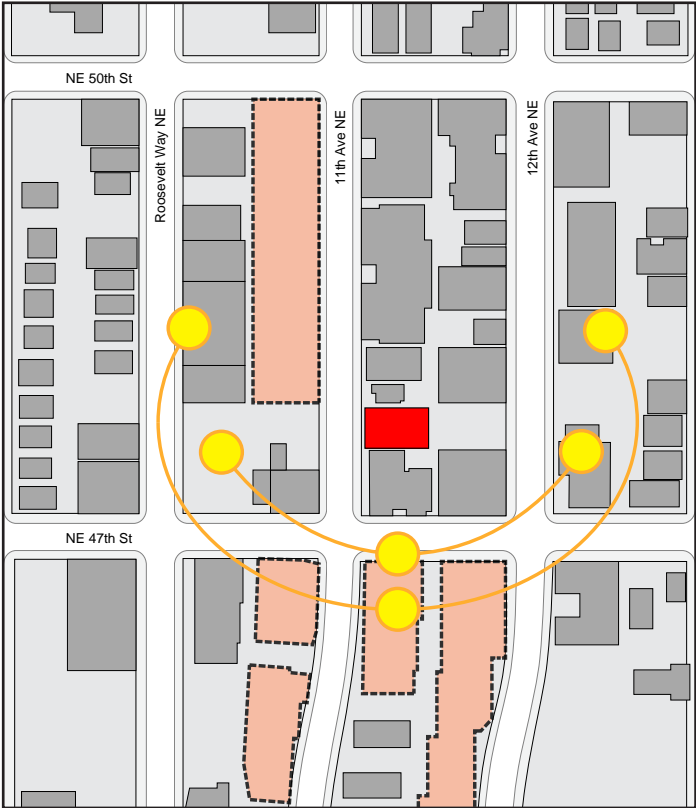 NE 50th St
Roosevelt Way NE
11th Ave NE
12th Ave NE
NE 47th St